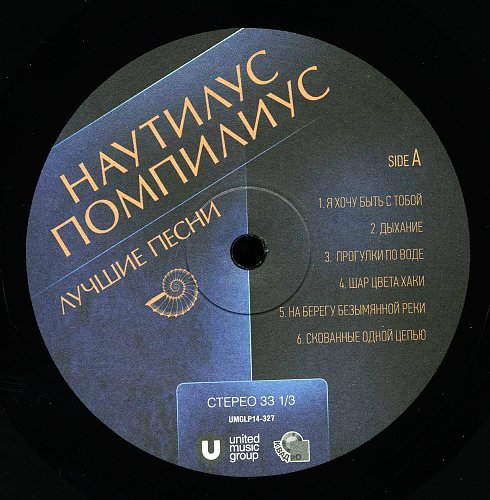 НАУТИЛУС
ПОМПИЛИУС
ЛУЧШИЕ ПЕСНИ
SIDE A
1. Я ХОЧУ БЫТЬ С ТОБОЙ
2. ДЫХАНИЕ
3. ПРОГУЛКИ ПО ВОДЕ
4. ШАР ЦВЕТА ХАКИ
5. НА БЕРЕГУ БЕЗЫМЯННОЙ РЕКИ
6. СКОВАННЫЕ ОДНОЙ ЦЕПЬЮ
СТЕРЕО 33 1/3
UMGLP14-327
U
united
music
group